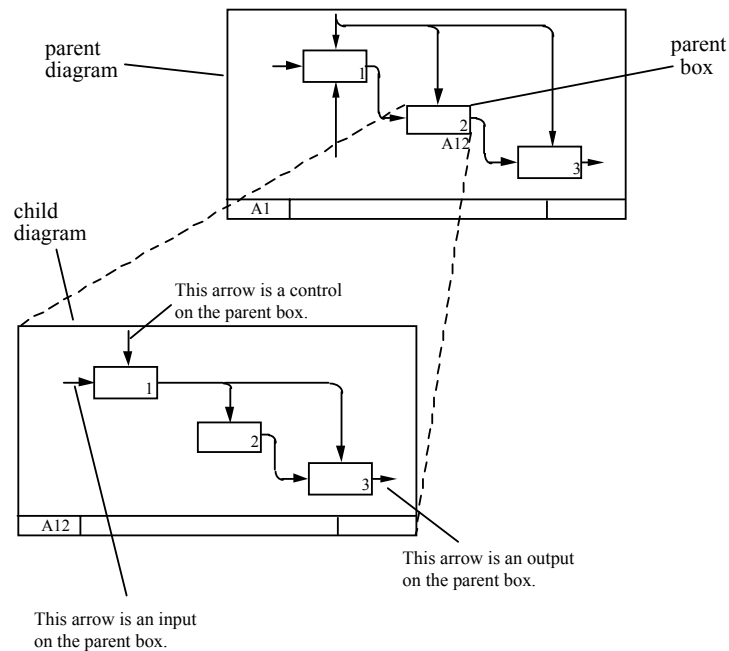 parent
diagram
parent
box
1
2
A12
3
A1
child
diagram
This arrow is a control
on the parent box.
1
2
3
A12
This arrow is an output
on the parent box.
This arrow is an input
on the parent box.